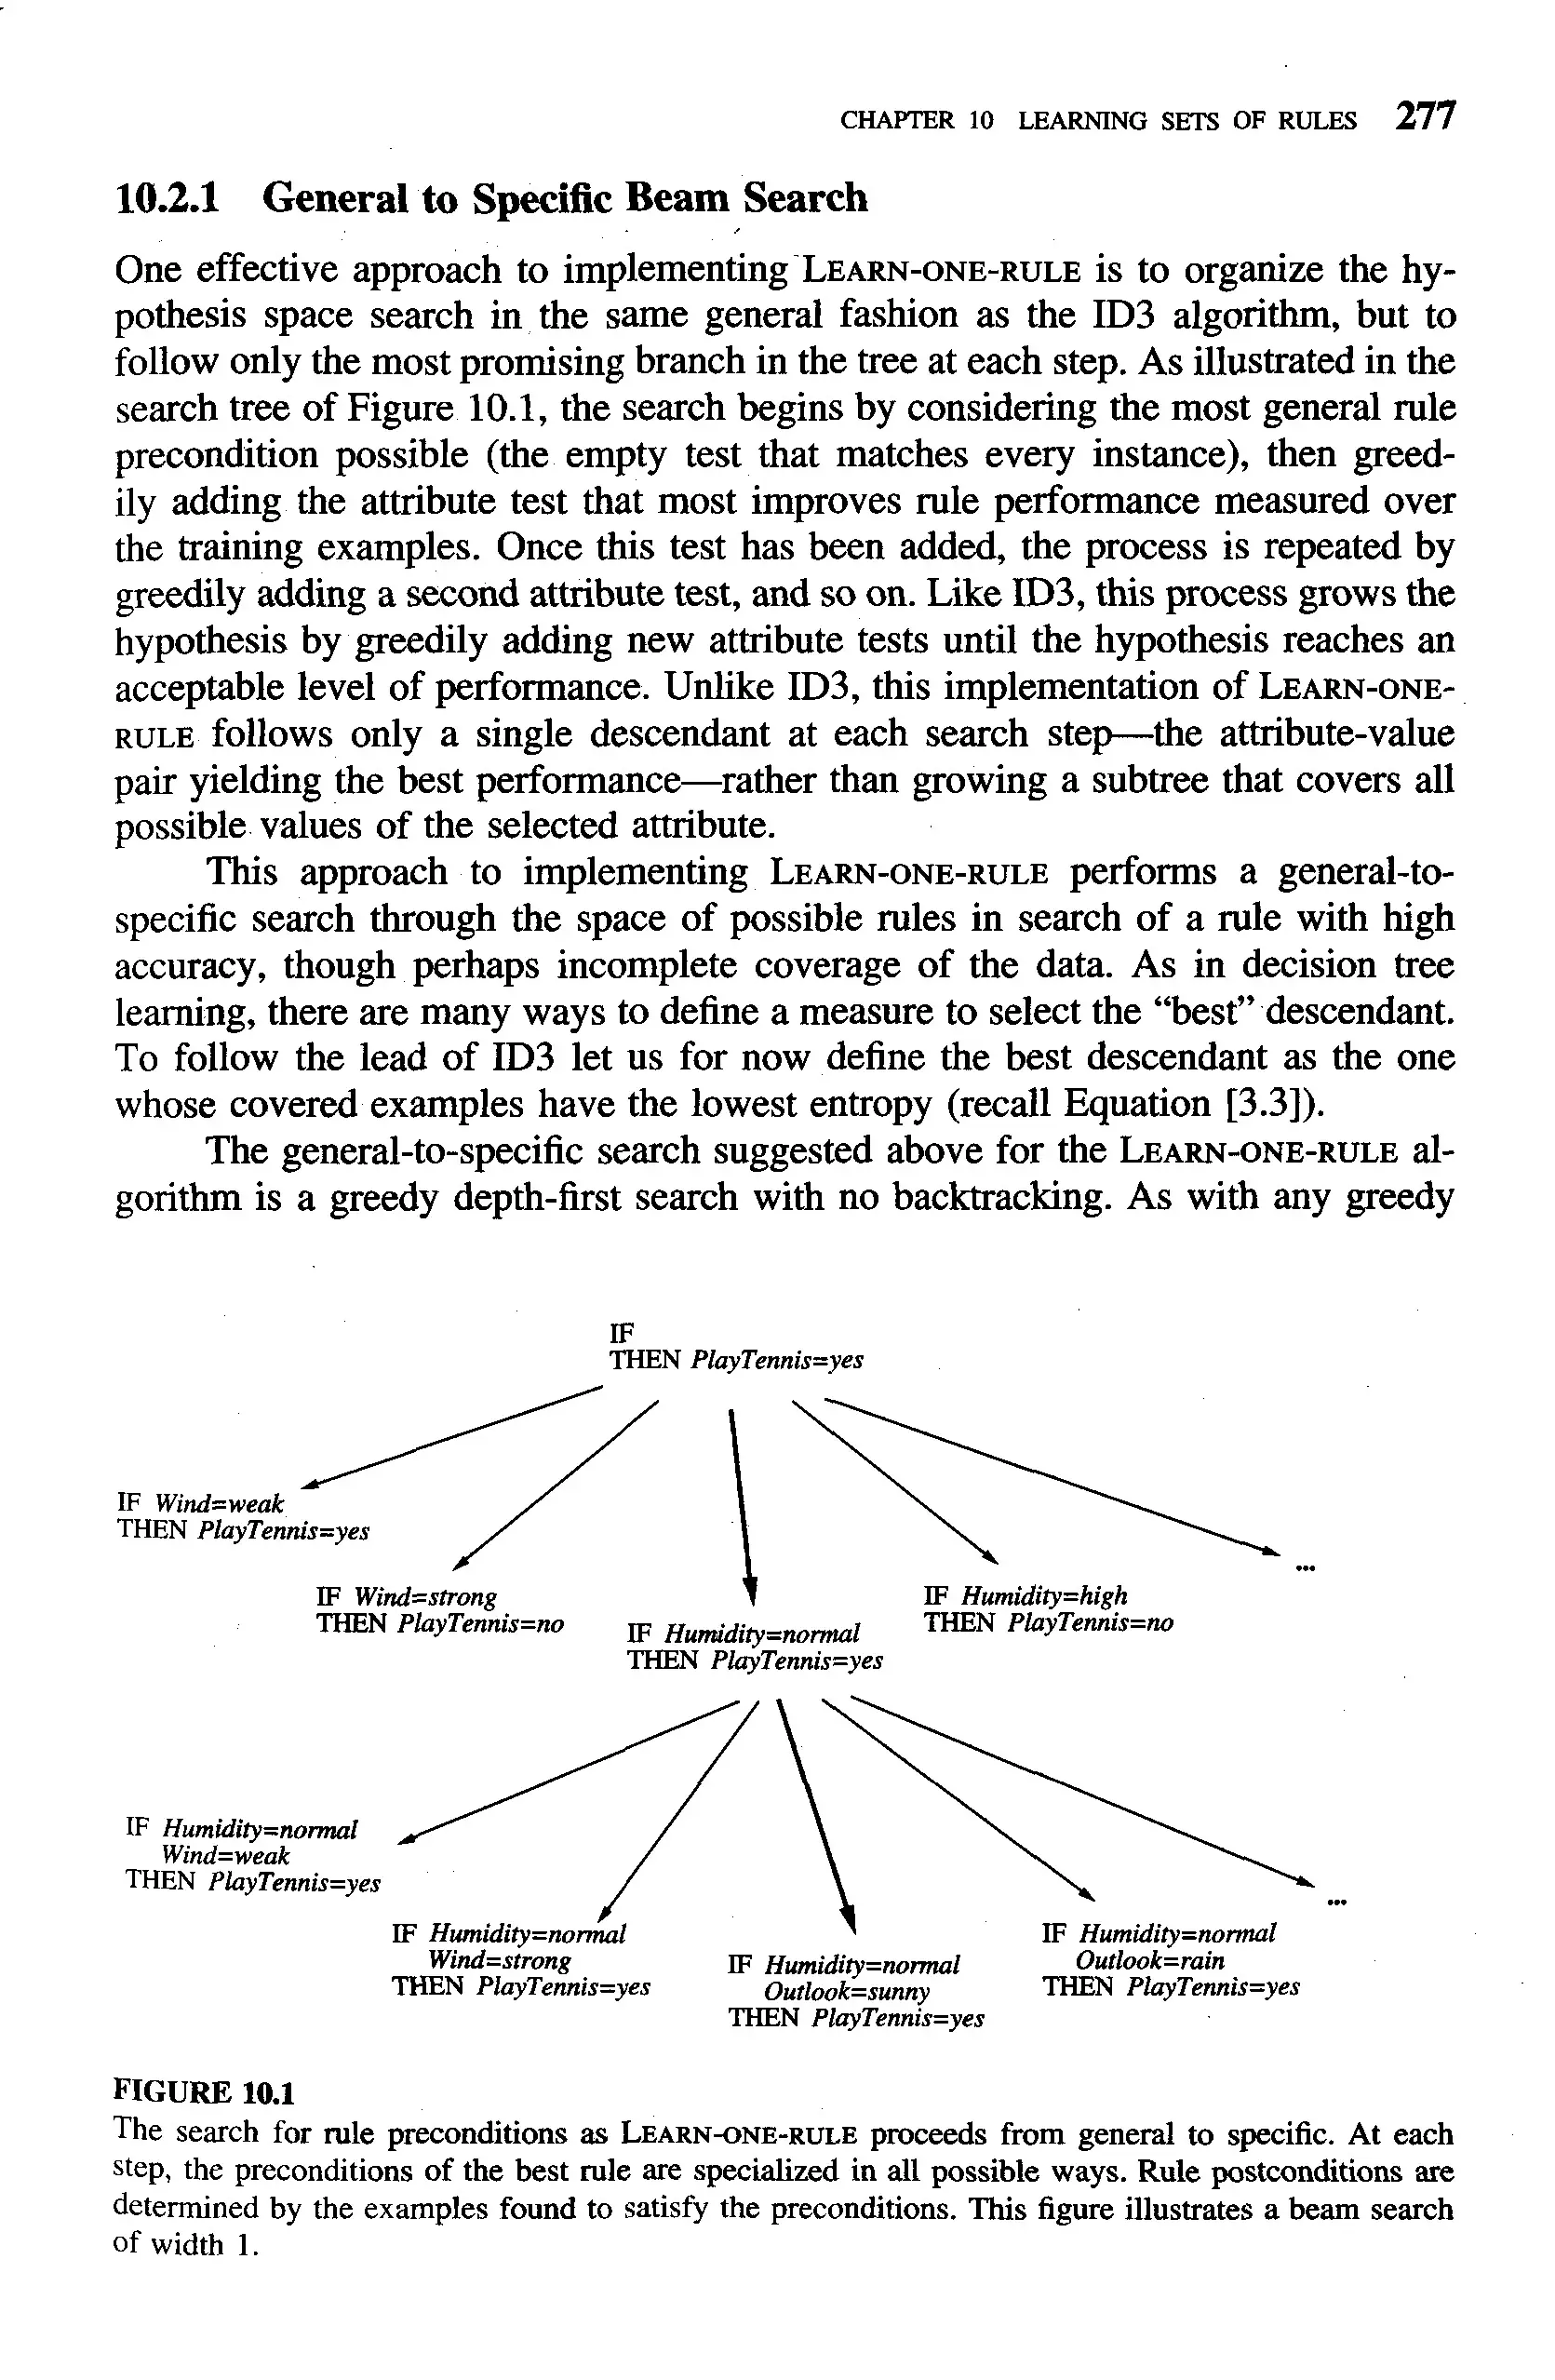 CHAPTER 10 LEARNING SETS OF RULES 277
10.2.1 General to Specific Beam Search
One effective approach to implementing LEARN-ONE-RULE is to organize the hy-
pothesis space search in the same general fashion as the ID3 algorithm, but to
follow only the most promising branch in the tree at each step. As illustrated in the
search tree of Figure 10.1, the search begins by considering the most general rule
precondition possible (the empty test that matches every instance), then greed-
ily adding the attribute test that most improves rule performance measured over
the training examples. Once this test has been added, the process is repeated by
greedily adding a second attribute test, and so on. Like ID3, this process grows the
hypothesis by greedily adding new attribute tests until the hypothesis reaches an
acceptable level of performance. Unlike ID3, this implementation of LEARN-ONE-
RULE follows only a single descendant at each search step—the attribute-value
pair yielding the best performance—rather than growing a subtree that covers all
possible values of the selected attribute.
This approach to implementing LEARN-ONE-RULE performs a general-to-
specific search through the space of possible rules in search of a rule with high
accuracy, though perhaps incomplete coverage of the data. As in decision tree
learning, there are many ways to define a measure to select the “best” descendant.
To follow the lead of ID3 let us for now define the best descendant as the one
whose covered examples have the lowest entropy (recall Equation [3.3]).
The general-to-specific search suggested above for the LEARN-ONE-RULE al-
gorithm is a greedy depth-first search with no backtracking. As with any greedy
IF
THEN PlayTennis=yes
IF Wind=weak
THEN PlayTennis=yes
IF Wind=strong
THEN PlayTennis=no
IF Humidity=normal
THEN PlayTennis=yes
IF Humidity=high
THEN PlayTennis=no
...
IF Humidity=normal
Wind=weak
THEN PlayTennis=yes
IF Humidity=normal
Wind=strong
THEN PlayTennis=yes
IF Humidity=normal
Outlook=sunny
THEN PlayTennis=yes
IF Humidity=normal
Outlook=rain
THEN PlayTennis=yes
...
FIGURE 10.1
The search for rule preconditions as LEARN-ONE-RULE proceeds from general to specific. At each
step, the preconditions of the best rule are specialized in all possible ways. Rule postconditions are
determined by the examples found to satisfy the preconditions. This figure illustrates a beam search
of width 1.